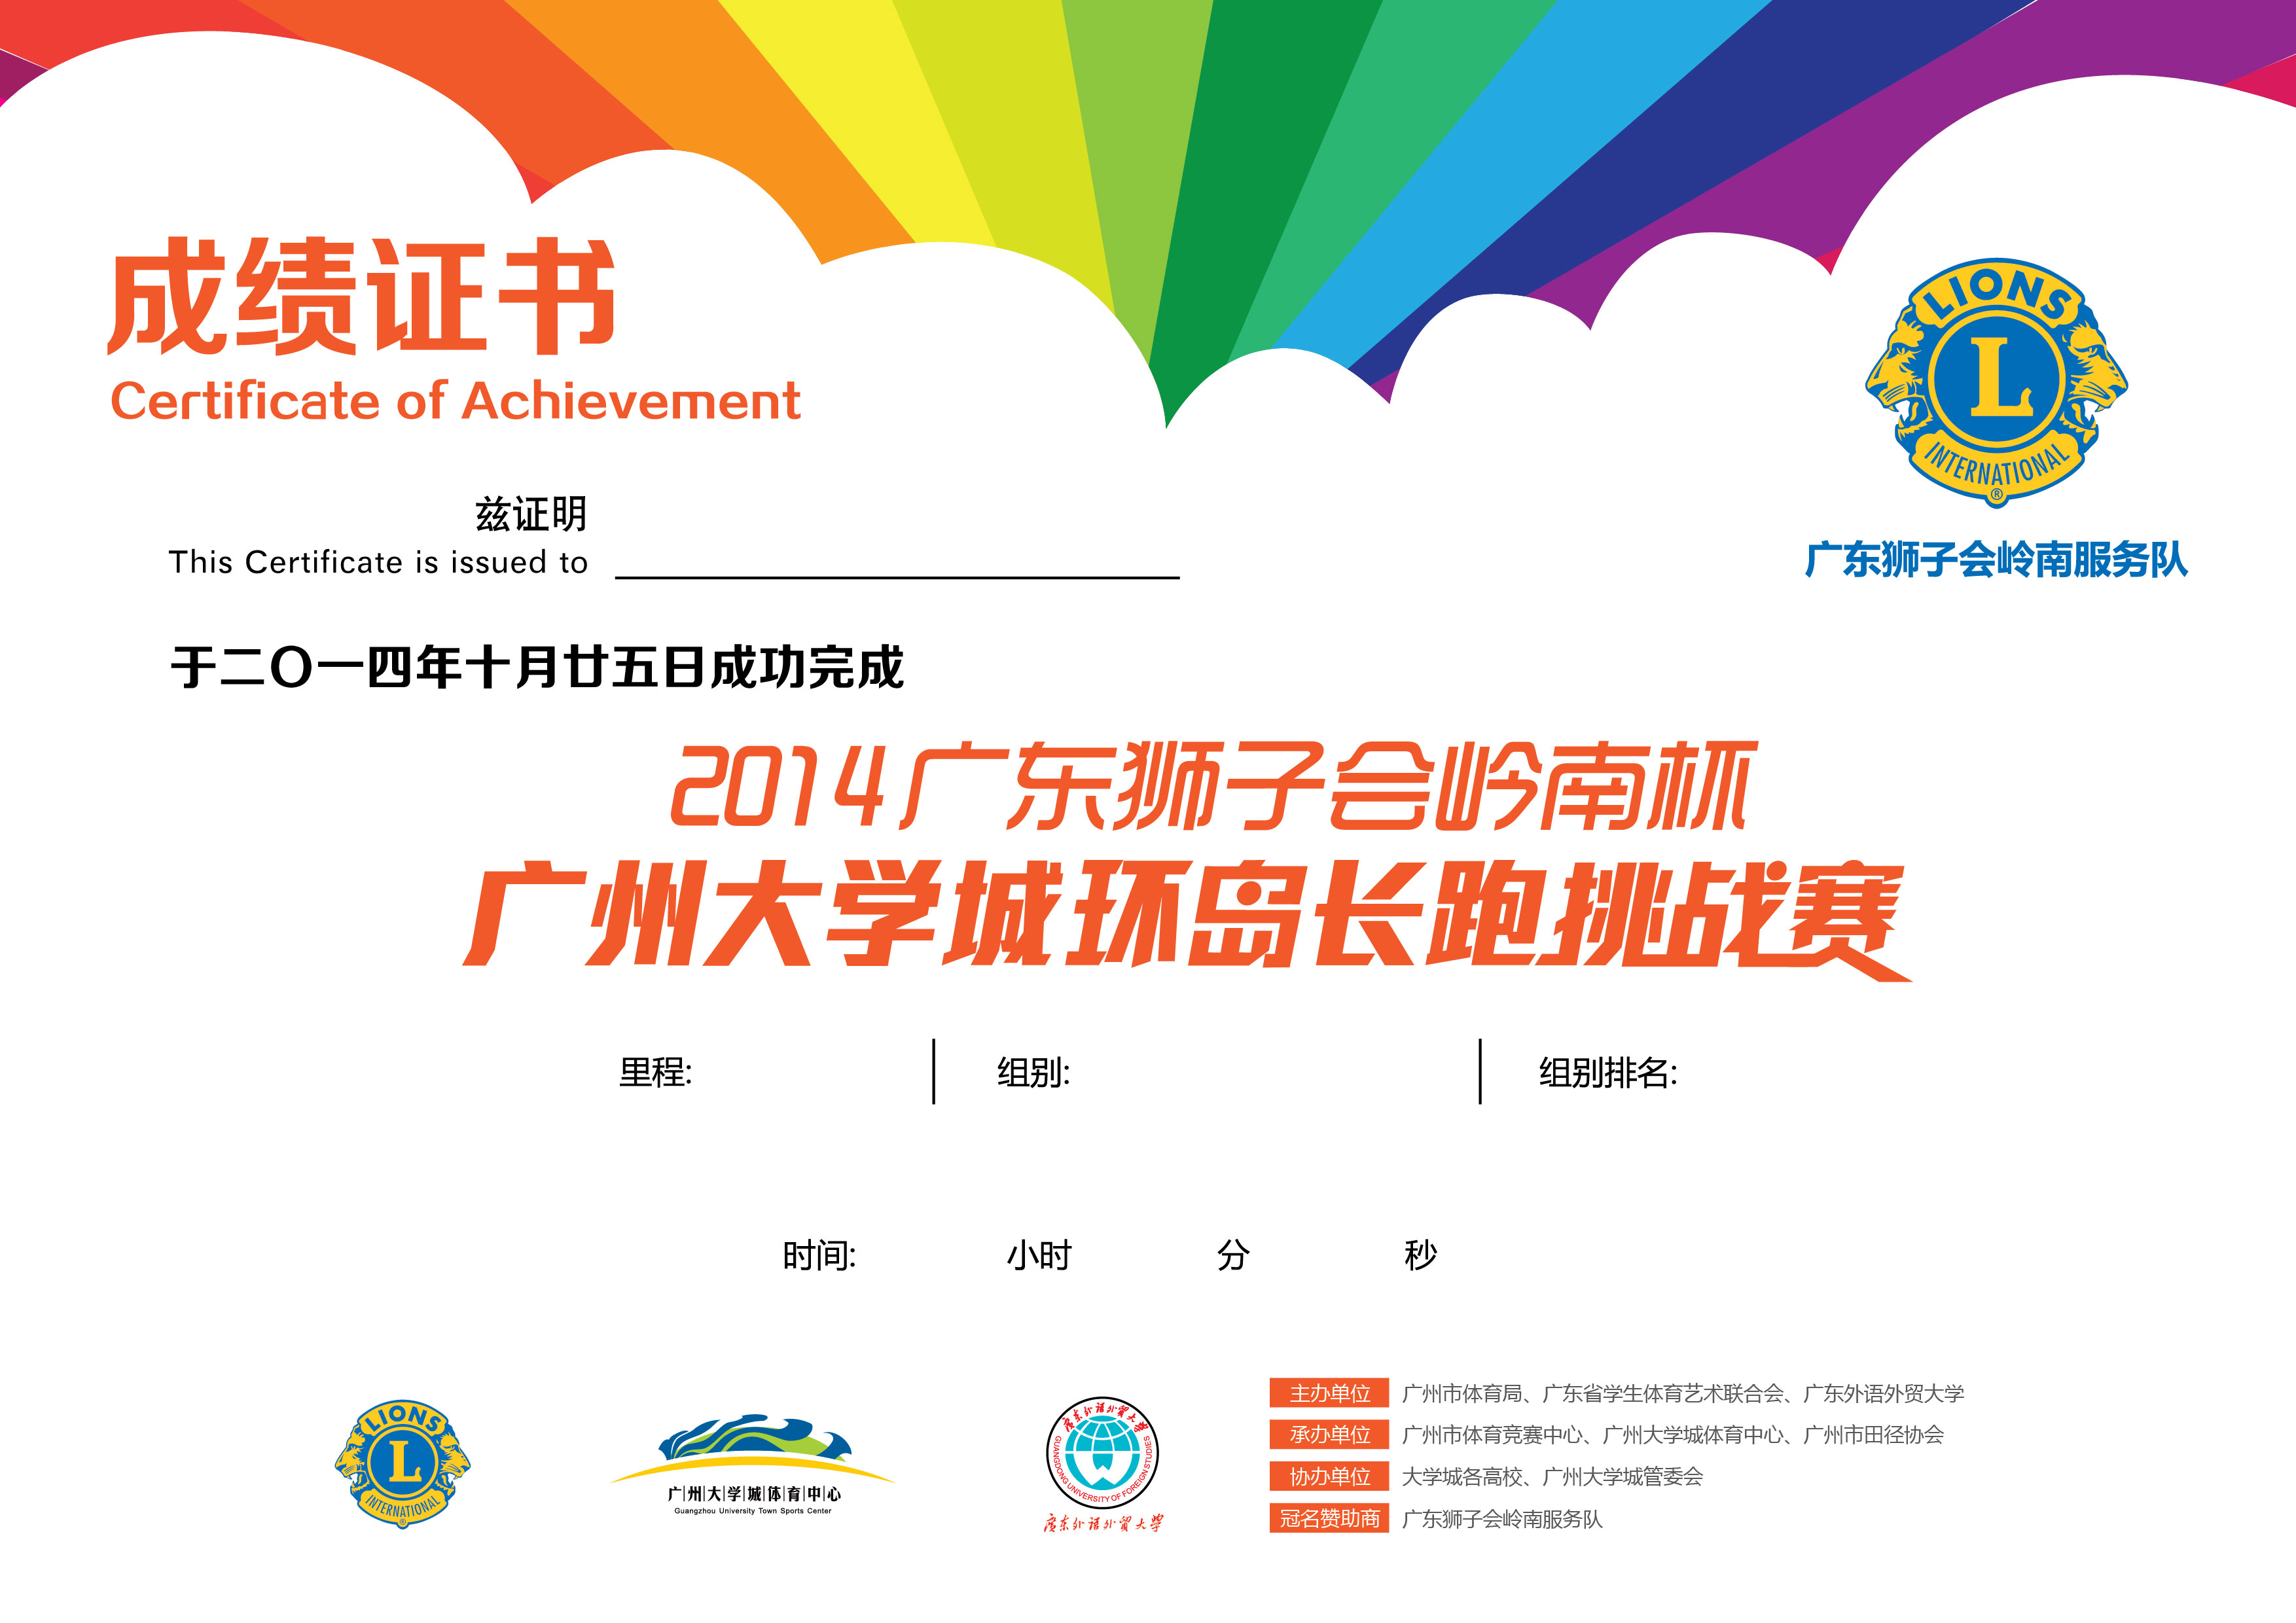 成绩证书
Certificate of Achievement
LIONS
L
INTERNATIONAL
®
广东狮子会岭南服务队
兹证明
This Certificate is issued to
于二〇一四年十月廿五日成功完成
2014广东狮子会岭南杯
广州大学城环岛长跑挑战赛
里程:
组别:
组别排名:
时间: 小时 分 秒
LIONS
L
INTERNATIONAL
®
广州大学城体育中心
Guangzhou University Town Sports Center
广东外语外贸大学
GUANGDONG UNIVERSITY OF FOREIGN STUDIES
广东外语外贸大学
主办单位 广州市体育局、广东省学生体育艺术联合会、广东外语外贸大学
承办单位 广州市体育竞赛中心、广州大学城体育中心、广州市田径协会
协办单位 大学城各高校、广州大学城管委会
冠名赞助商 广东狮子会岭南服务队